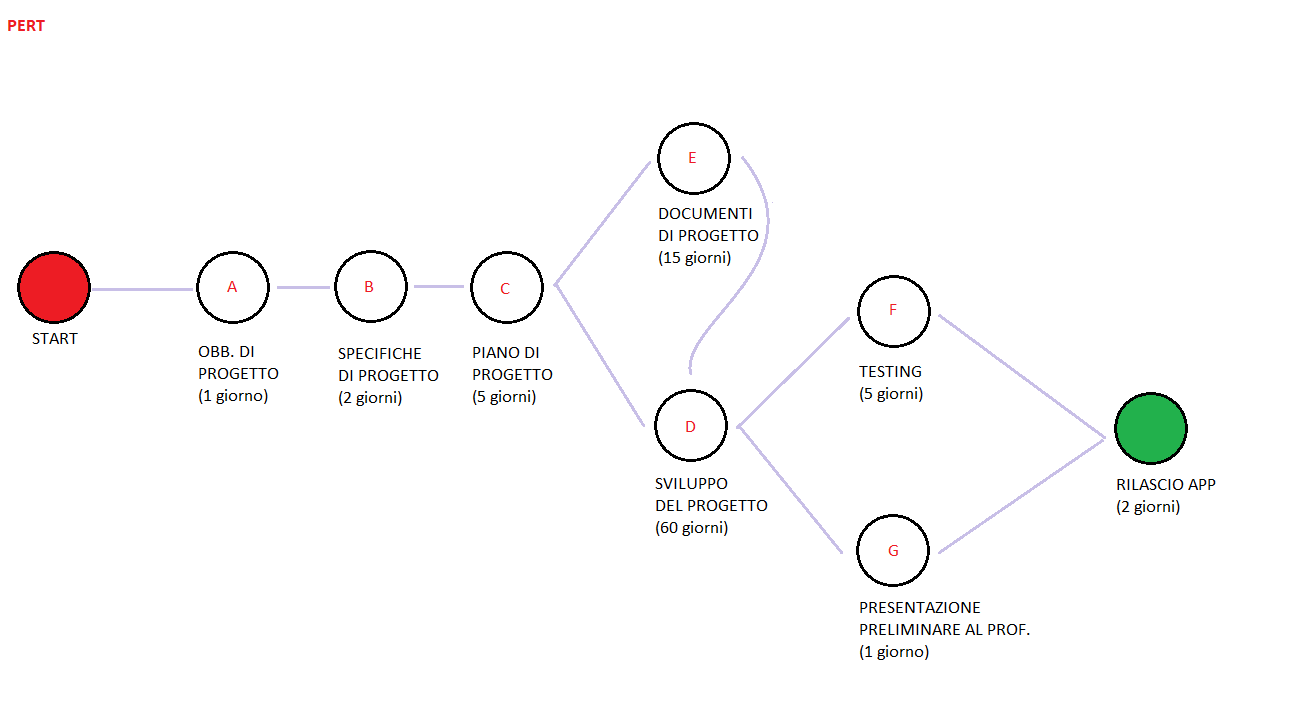 PERT
START
A
OBB. DI
PROGETTO
(1 giorno)
B
SPECIFICHE
DI PROGETTO
(2 giorni)
C
PIANO DI
PROGETTO
(5 giorni)
E
DOCUMENTI
DI PROGETTO
(15 giorni)
D
SVILUPPO
DEL PROGETTO
(60 giorni)
F
TESTING
(5 giorni)
G
PRESENTAZIONE
PRELIMINARE AL PROF.
(1 giorno)
RILASCIO APP
(2 giorni)